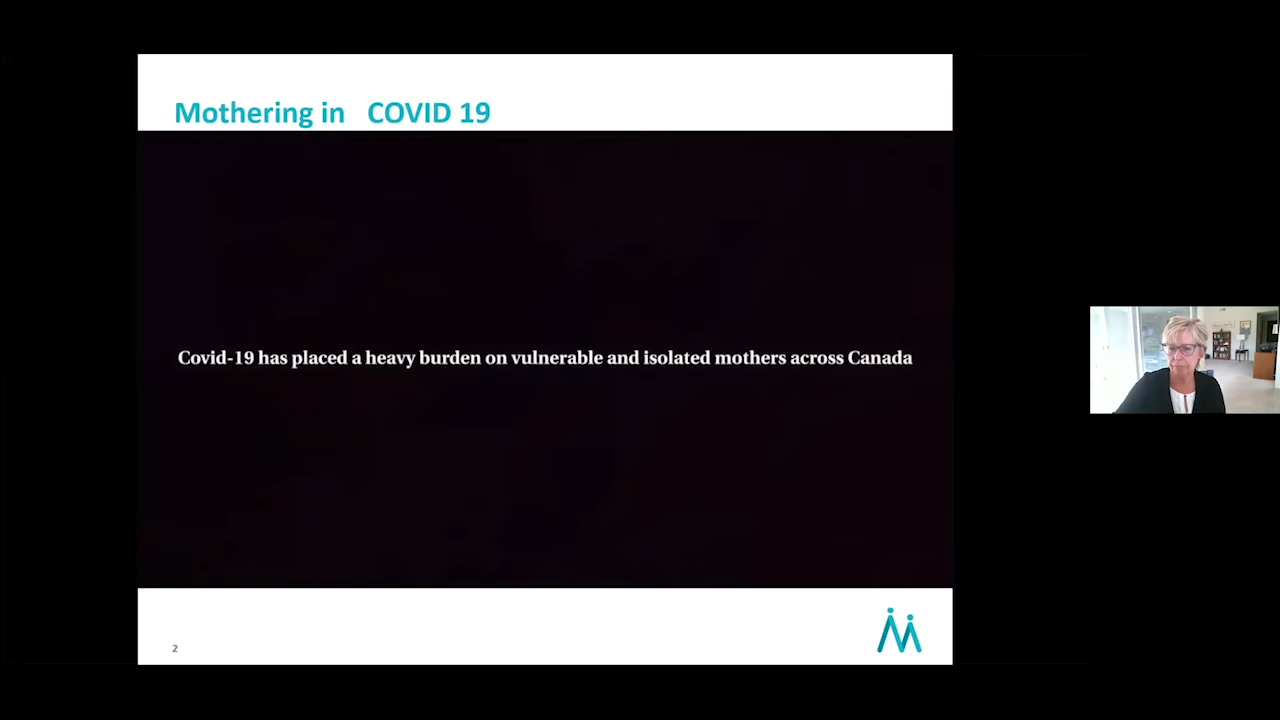 Mothering in COVID 19
Covid-19 has placed a heavy burden on vulnerable and isolated mothers across Canada
2